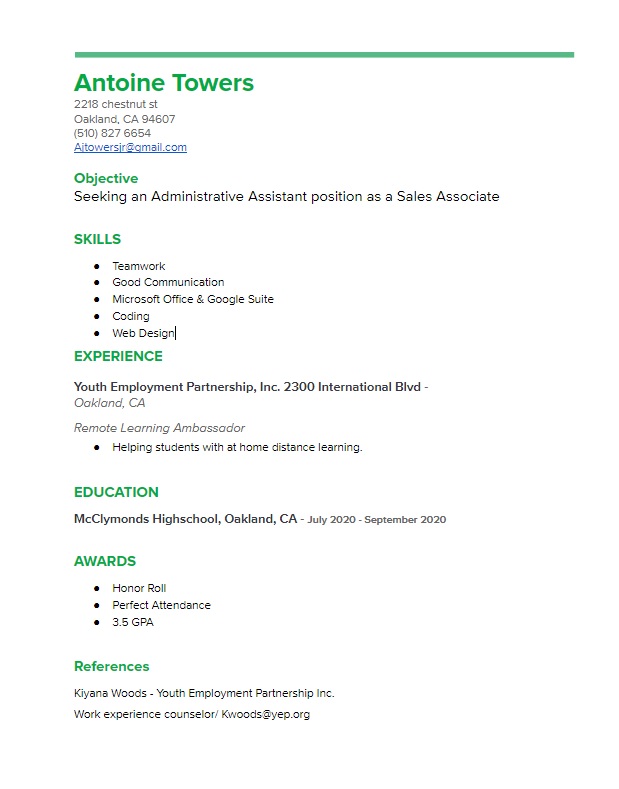 Antoine Towers
2218 chestnut st
Oakland, CA 94607
(510) 827 6654
Ajtowersjr@gmail.com
Objective
Seeking an Administrative Assistant position as a Sales Associate
SKILLS
● Teamwork
● Good Communication
● Microsoft Office & Google Suite
● Coding
● Web Design
EXPERIENCE
Youth Employment Partnership, Inc. 2300 International Blvd -
Oakland, CA
Remote Learning Ambassador
● Helping students with at home distance learning.
EDUCATION
McClymonds Highschool, Oakland, CA - July 2020 - September 2020
AWARDS
● Honor Roll
● Perfect Attendance
● 3.5 GPA
References
Kiyana Woods - Youth Employment Partnership Inc.
Work experience counselor/ Kwoods@yep.org